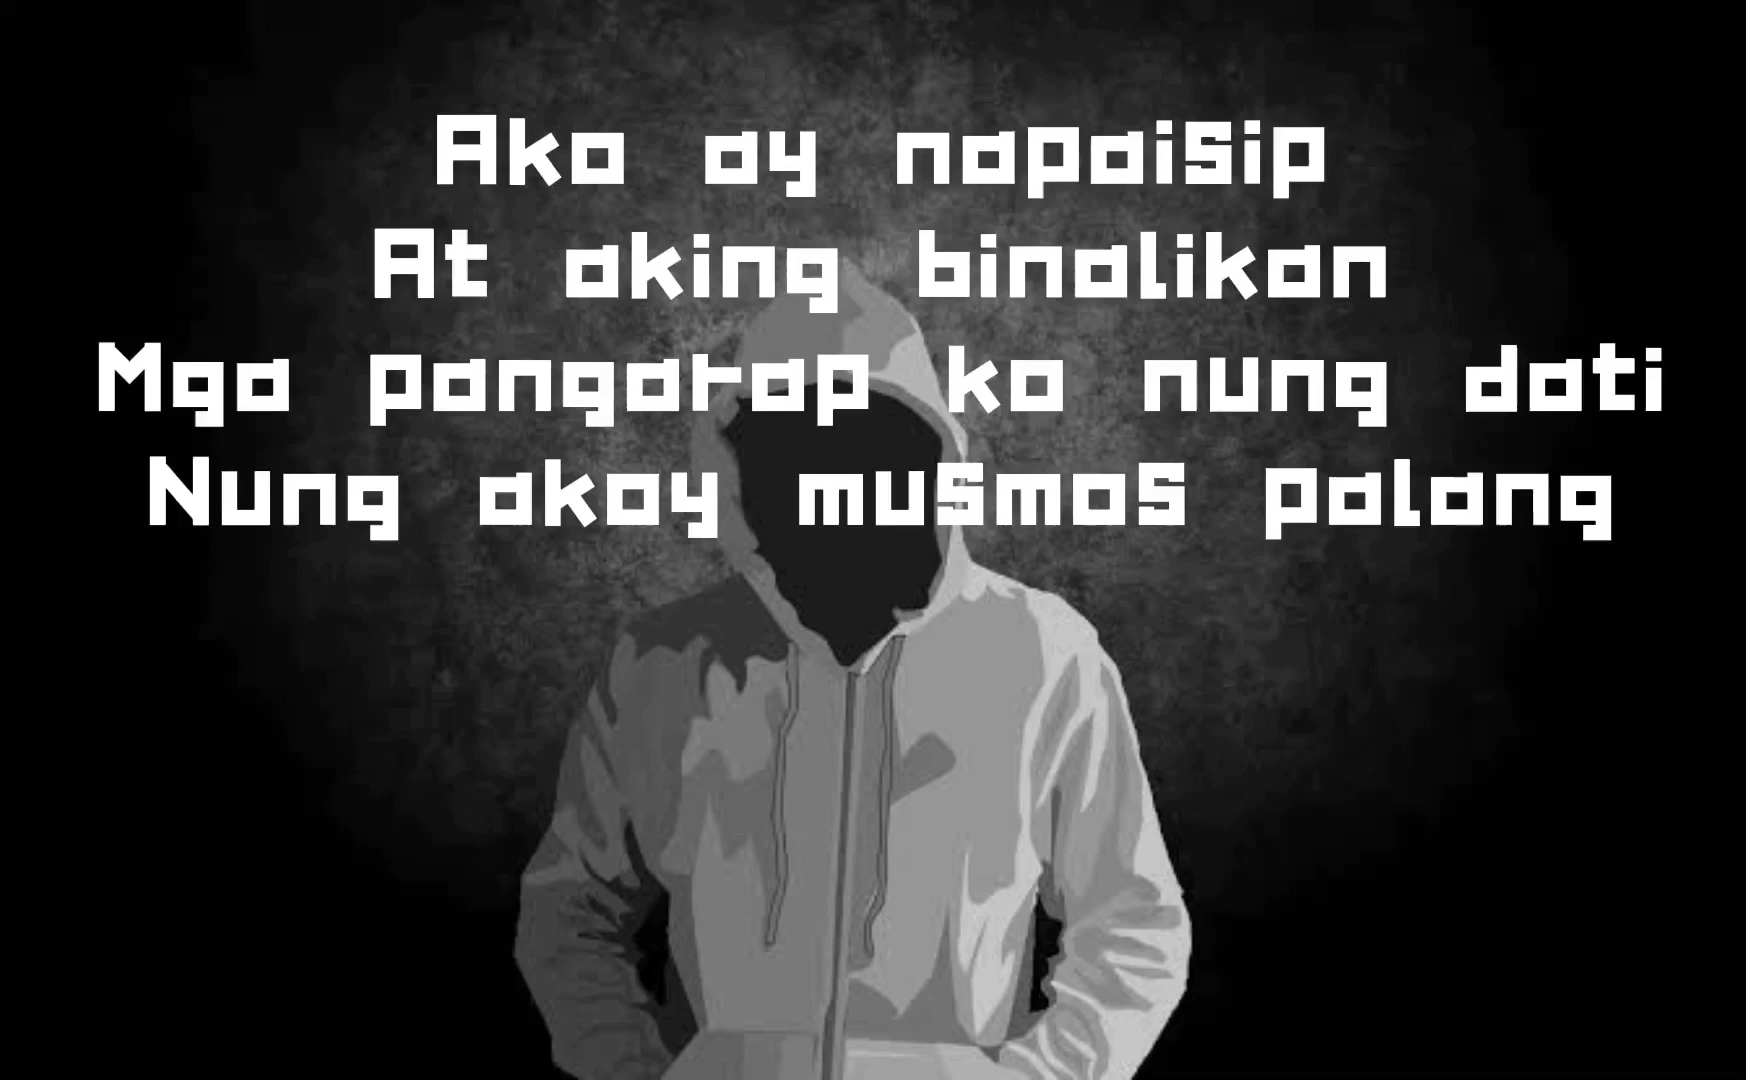 Ako ay napaisip
At aking binalikan
Mga pangarap ko nung dati
Nung akoy musmos palang